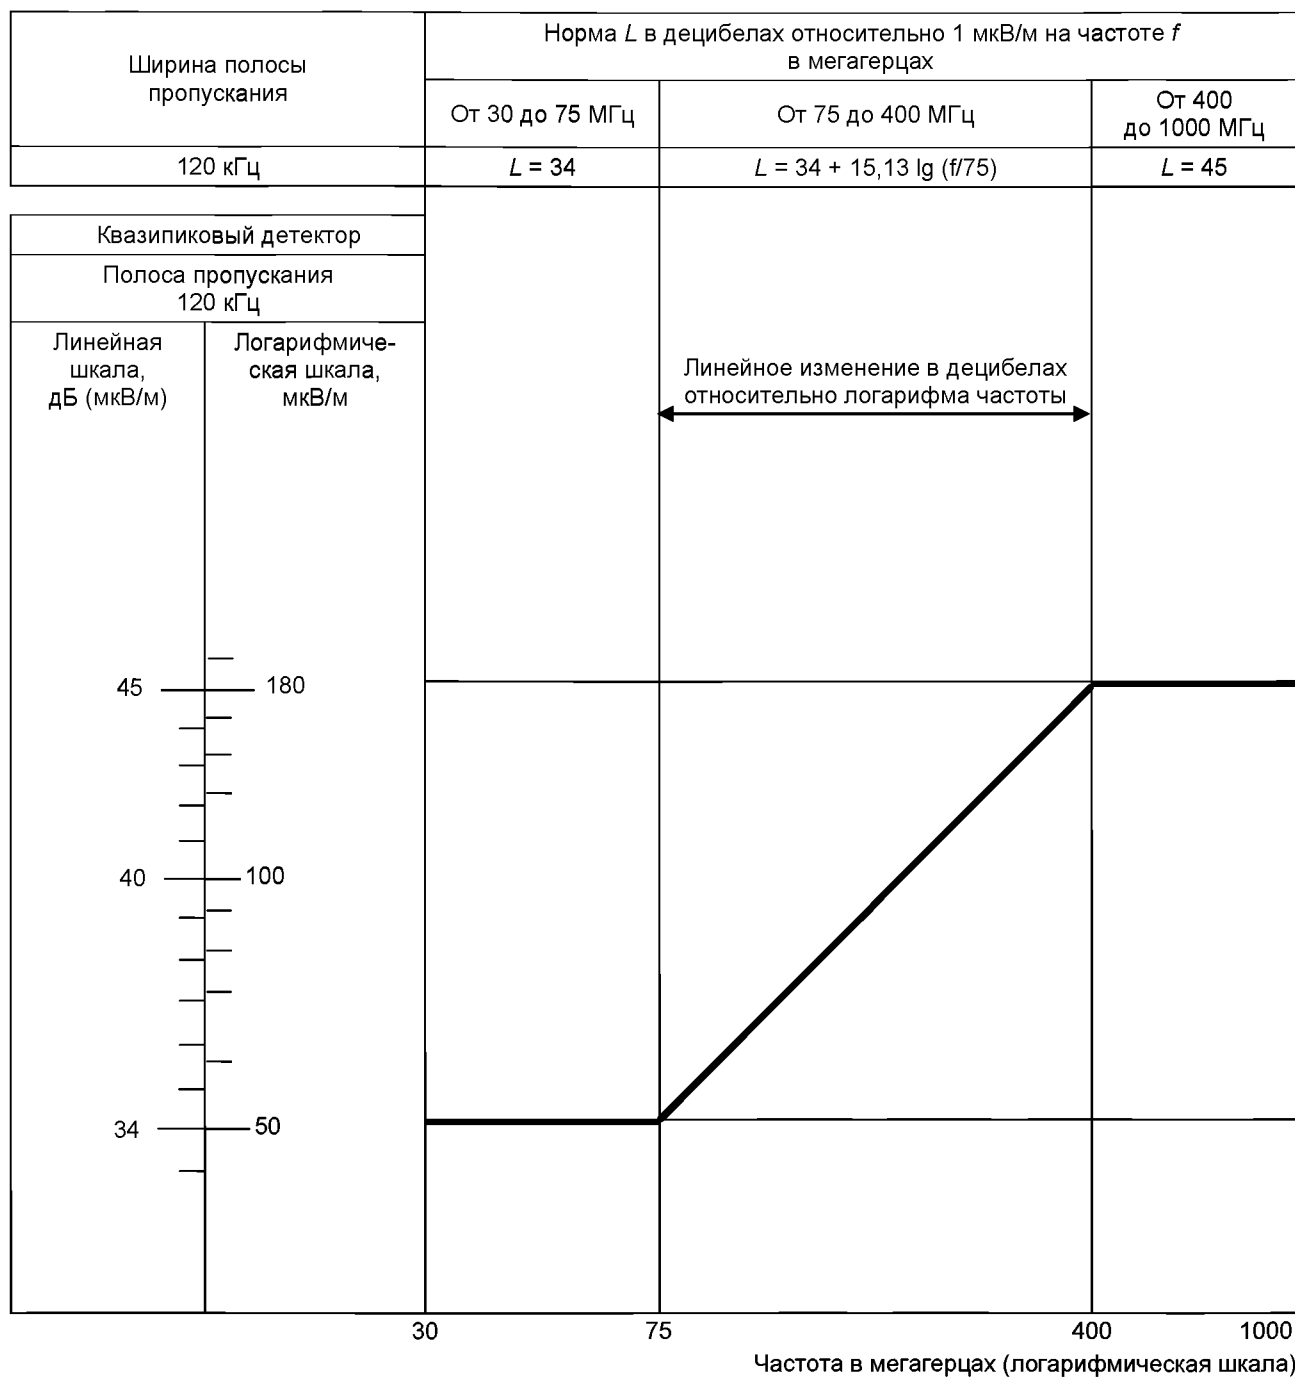 Ширина полосы
пропускания
Норма L в децибелах относительно 1 мкВ/м на частоте f
в мегагерцах
От 30 до 75 МГц
От 75 до 400 МГц
От 400
до 1000 МГц
120 кГц
L = 34
L = 34 + 15,13 lg (f/75)
L = 45
Квазипиковый детектор
Полоса пропускания
120 кГц
Линейная
шкала,
дБ (мкВ/м)
Логарифмиче-
ская шкала,
мкВ/м
Линейное изменение в децибелах
относительно логарифма частоты
45
180
40
100
34
50
30
75
400
1000
Частота в мегагерцах (логарифмическая шкала)